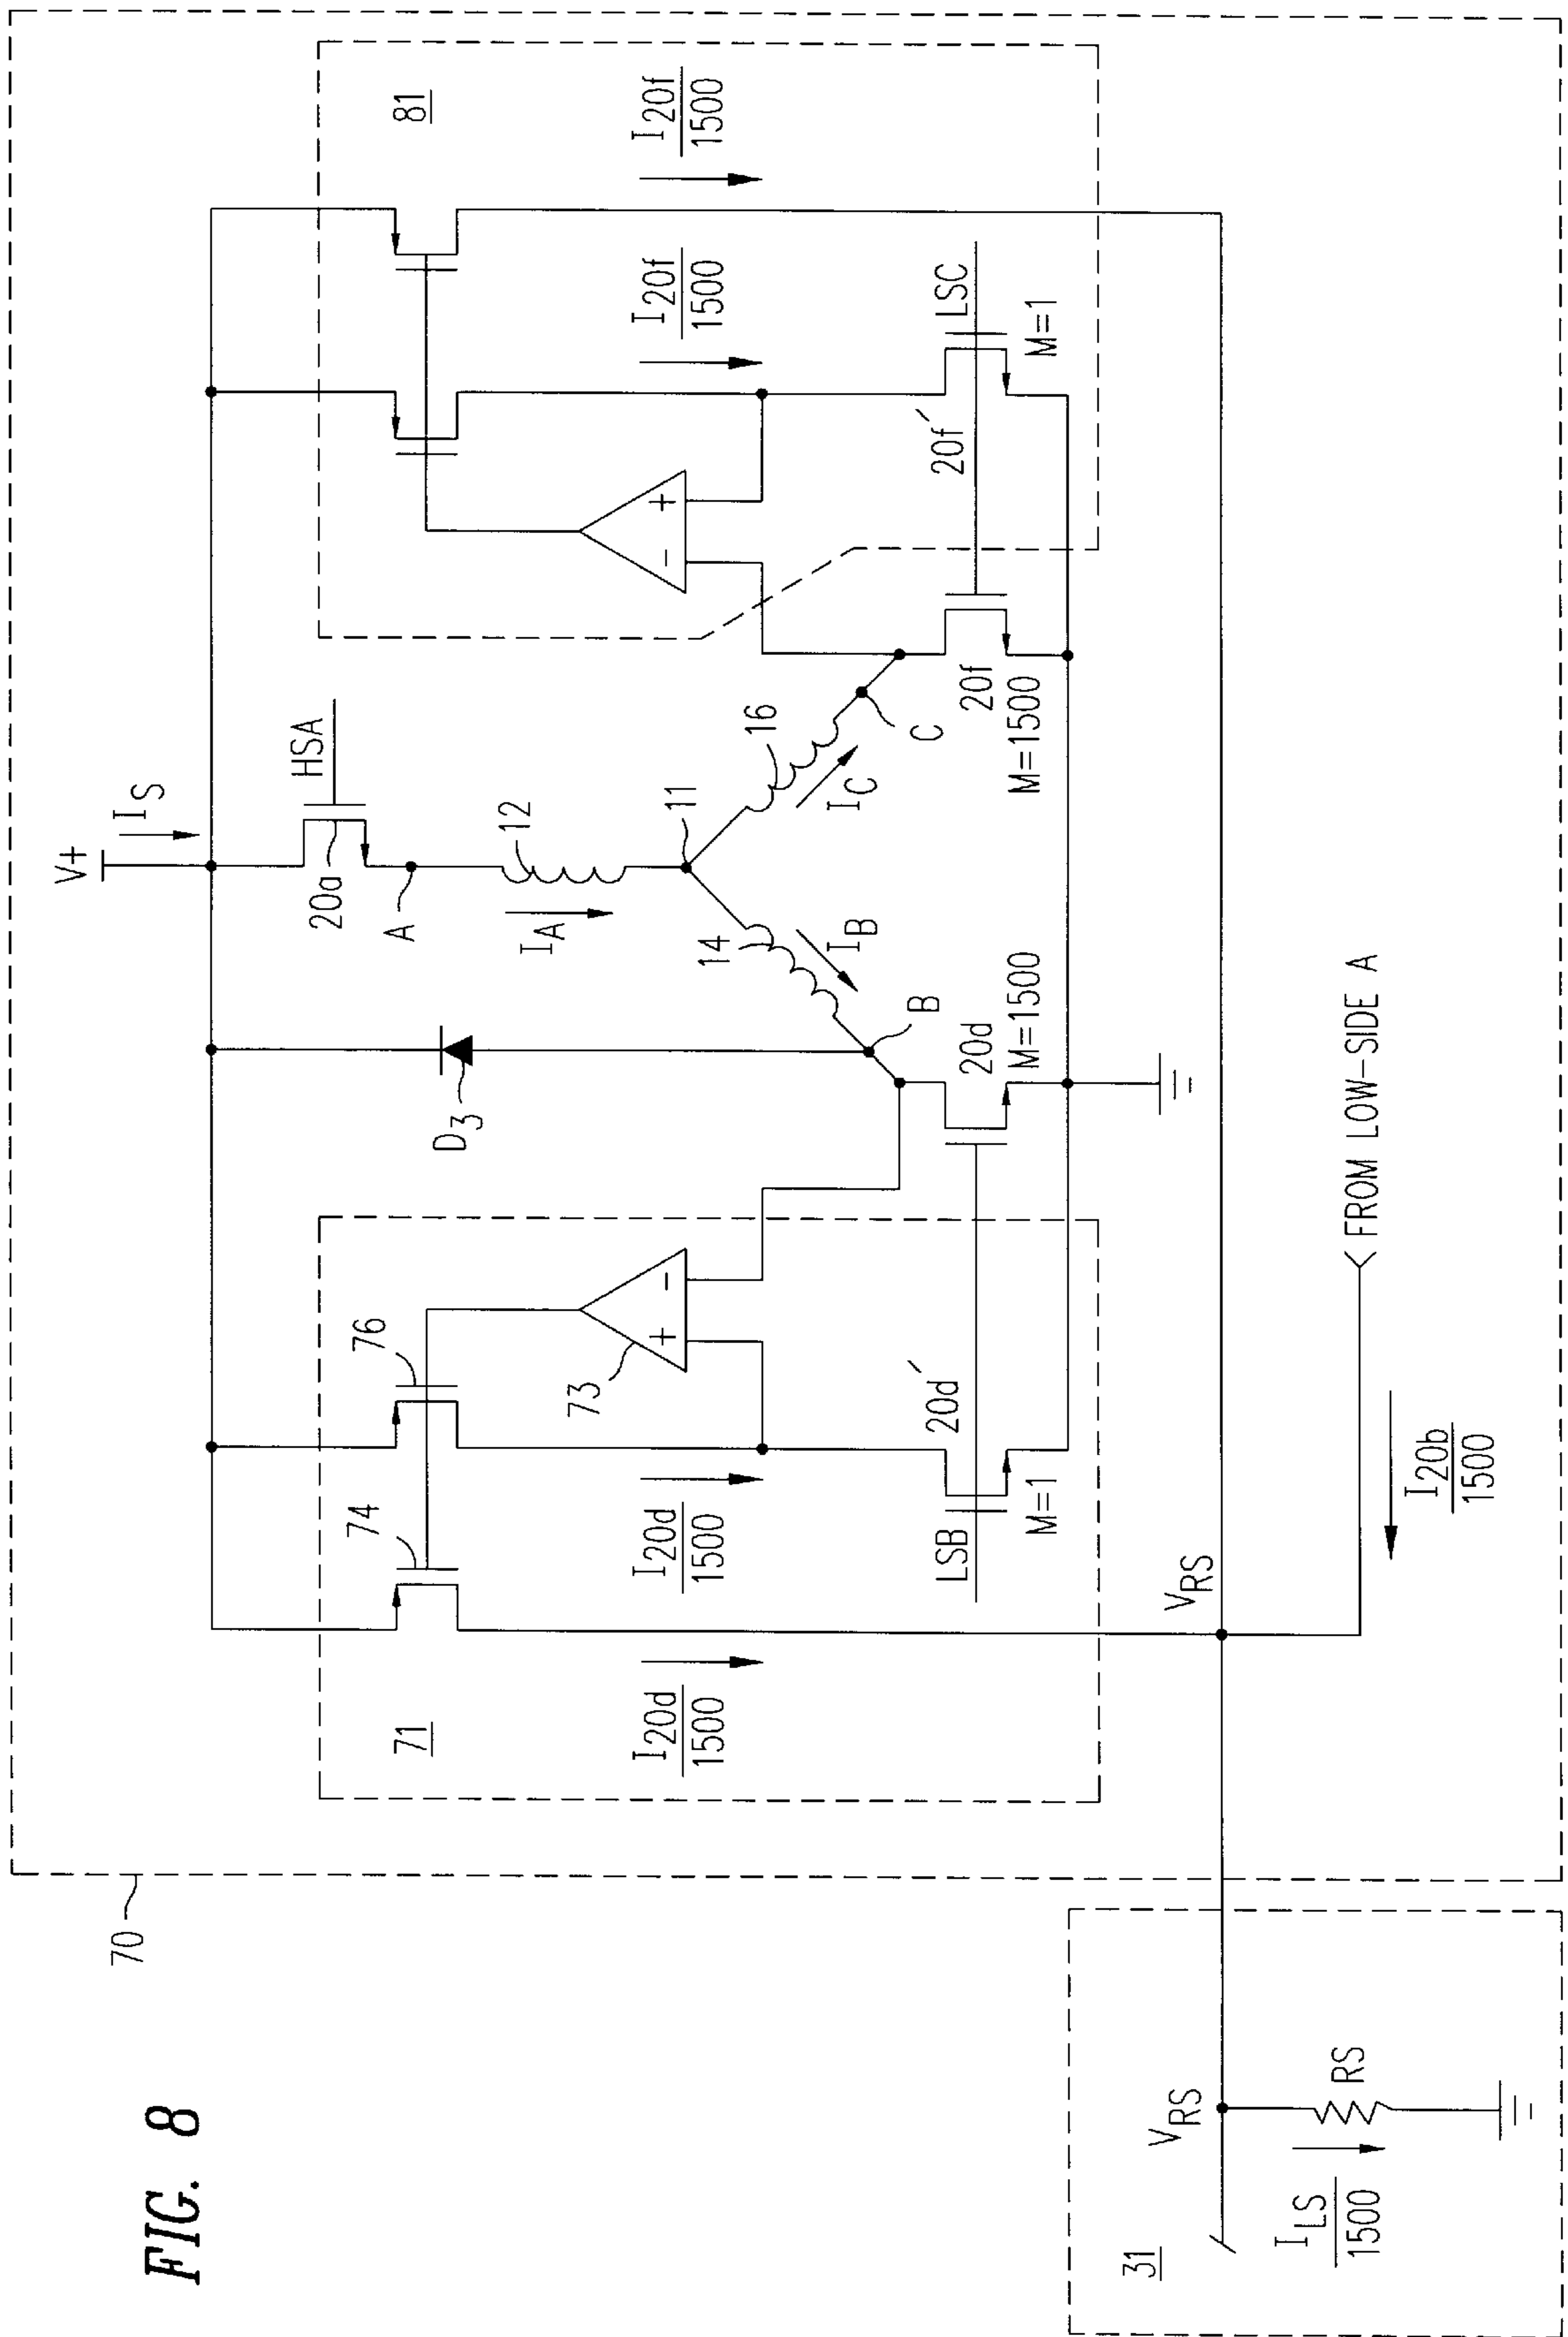 FIG. 8
70
V+
I_S
HSA
20a
A
12
I_A
11
14
I_B
B
16
I_C
C
D_3
71
74
76
73
I_20d
1500
I_20d
1500
LSB
20d′
M=1
20d
M=1500
81
I_20f
1500
I_20f
1500
LSC
20f′
M=1
20f
M=1500
V_RS
FROM LOW-SIDE A
I_20b
1500
31
V_RS
RS
I_LS
1500
+
−
+
−